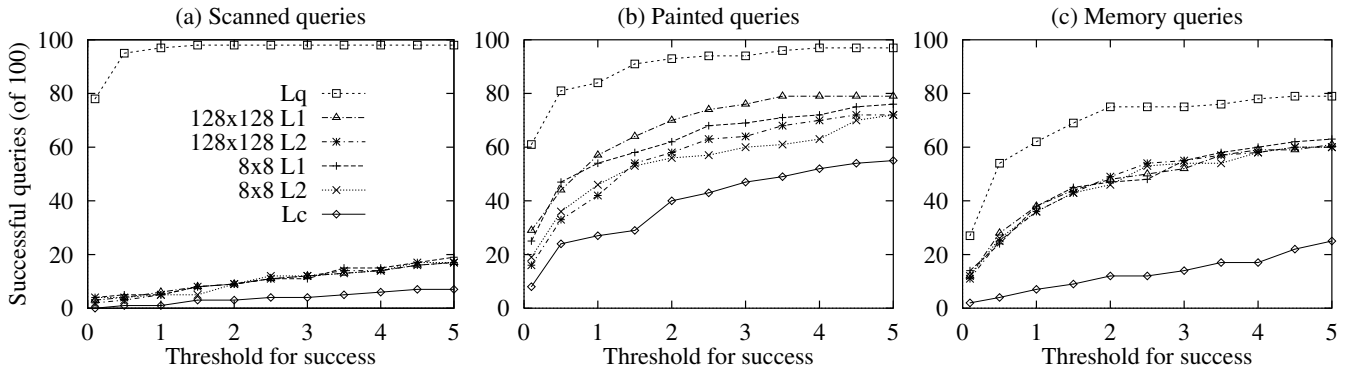 (a) Scanned queries
(b) Painted queries
(c) Memory queries
Successful queries (of 100)
100
80
60
40
20
0
Lq
128x128 L1
128x128 L2
8x8 L1
8x8 L2
Lc
0 1 2 3 4 5
Threshold for success
100
80
60
40
20
0
0 1 2 3 4 5
Threshold for success
100
80
60
40
20
0
0 1 2 3 4 5
Threshold for success